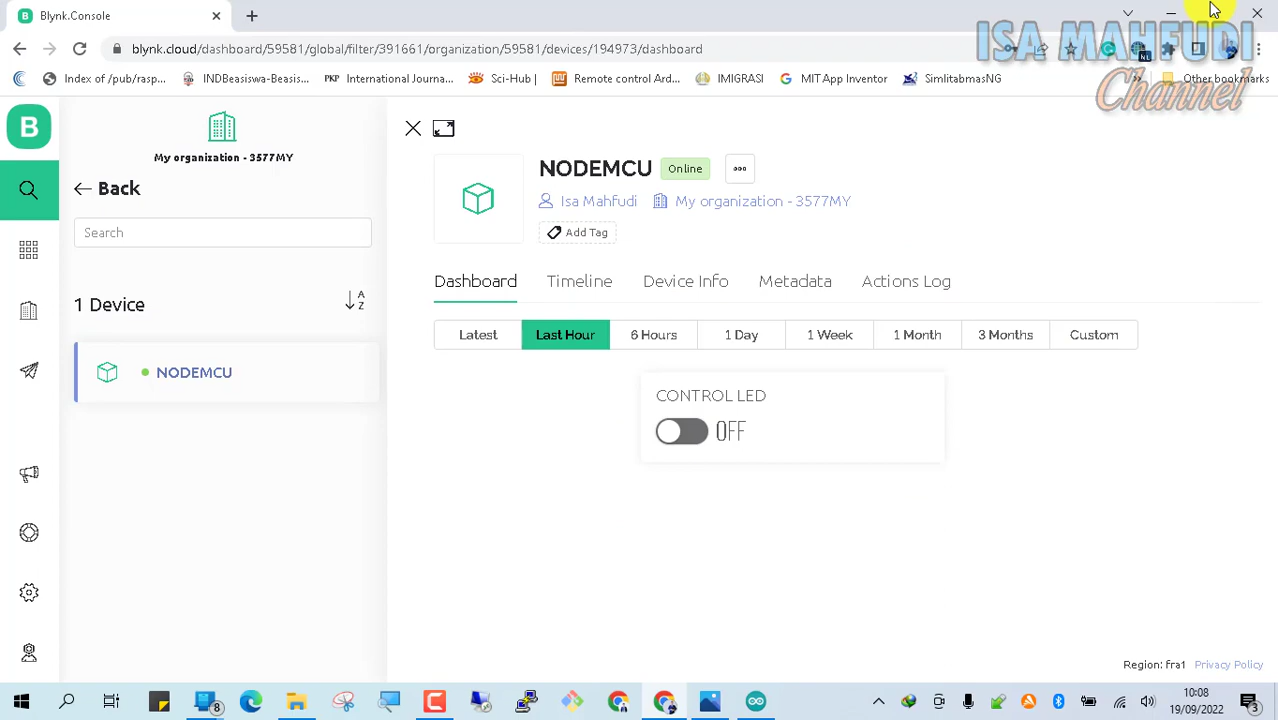 Blynk.Console
blynk.cloud/dashboard/59581/global/filter/391661/organization/59581/devices/194973/dashboard
ISA MAHFUDI
Channel
Index of /pub/rasp...
INDBeasiswa-Beasis...
PKP International Journa...
Sci-Hub |
Remote control Ard...
IMIGRASI
MIT App Inventor
SimlitabmasNG
»
Other bookmarks
NL
B
My organization - 3577MY
Back
Search
1 Device
A
Z
NODEMCU
NODEMCU Online
Isa Mahfudi My organization - 3577MY
Add Tag
Dashboard Timeline Device Info Metadata Actions Log
Latest Last Hour 6 Hours 1 Day 1 Week 1 Month 3 Months Custom
CONTROL LED
OFF
Region: fra1 Privacy Policy
8
10:08
19/09/2022
3